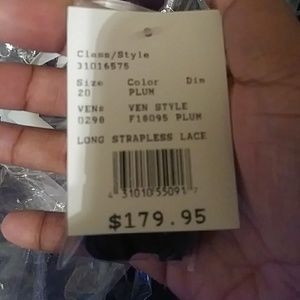 Class/Style
31016575
Size Color Dim
20 PLUM
VEN# VEN STYLE
0298 F18095 PLUM
LONG STRAPLESS LACE
4 31010 55091 7
$179.95